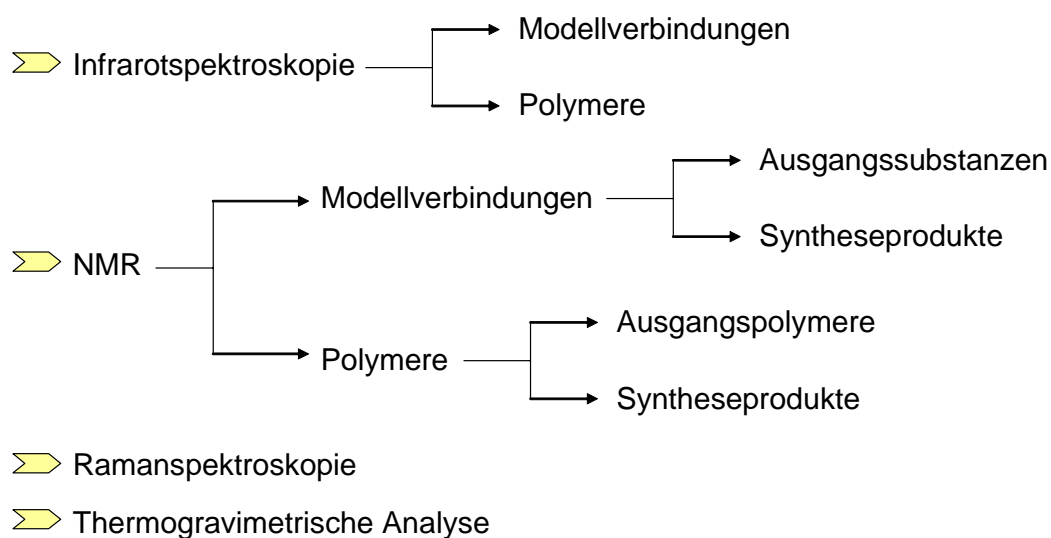 Infrarotspektroskopie
Modellverbindungen
Polymere
NMR
Modellverbindungen
Ausgangssubstanzen
Syntheseprodukte
Polymere
Ausgangspolymere
Syntheseprodukte
Ramanspektroskopie
Thermogravimetrische Analyse